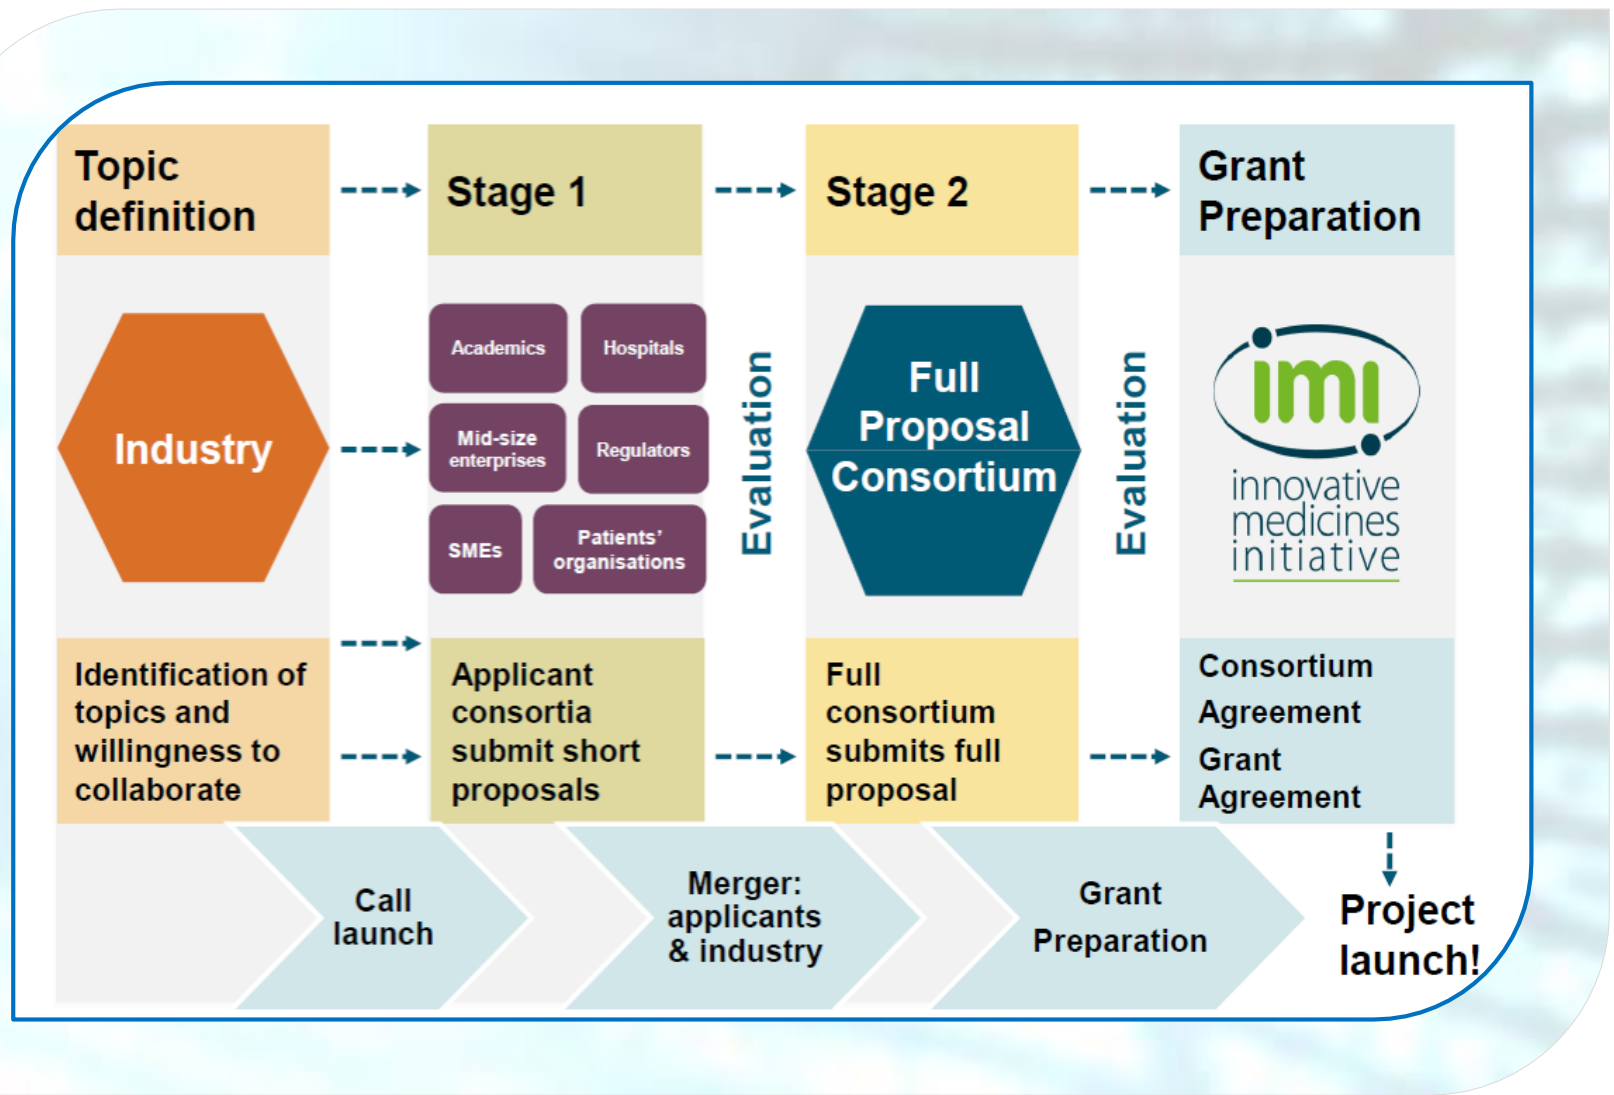 Topic
definition
Stage 1
Stage 2
Grant
Preparation
Industry
Academics
Hospitals
Mid-size
enterprises
Regulators
SMEs
Patients'
organisations
Evaluation
Full
Proposal
Consortium
Evaluation
imi
innovative
medicines
initiative
Identification of
topics and
willingness to
collaborate
Applicant
consortia
submit short
proposals
Full
consortium
submits full
proposal
Consortium
Agreement
Grant
Agreement
Call
launch
Merger:
applicants
& industry
Grant
Preparation
Project
launch!